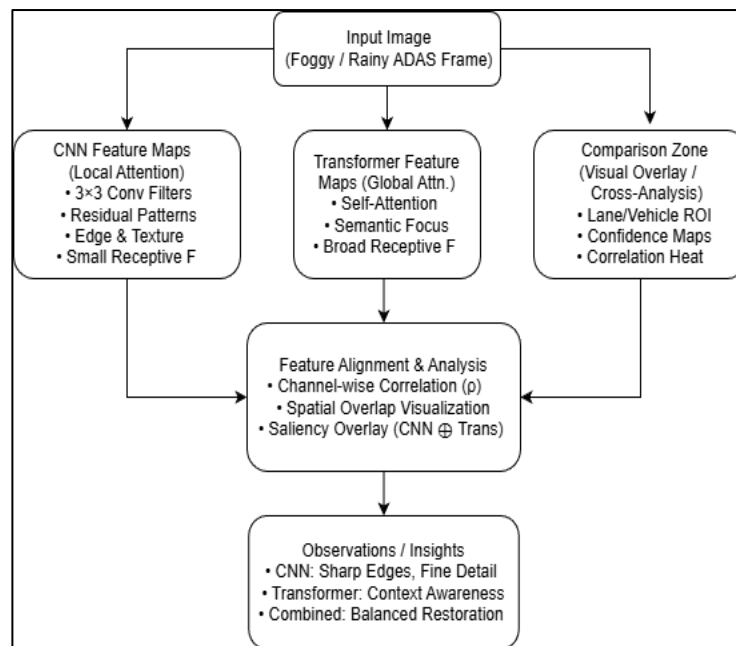 Input Image
(Foggy / Rainy ADAS Frame)
CNN Feature Maps
(Local Attention)
• 3×3 Conv Filters
• Residual Patterns
• Edge & Texture
• Small Receptive F
Transformer Feature
Maps (Global Attn.)
• Self-Attention
• Semantic Focus
• Broad Receptive F
Comparison Zone
(Visual Overlay /
Cross-Analysis)
• Lane/Vehicle ROI
• Confidence Maps
• Correlation Heat
Feature Alignment & Analysis
• Channel-wise Correlation (ρ)
• Spatial Overlap Visualization
• Saliency Overlay (CNN ⊕ Trans)
Observations / Insights
• CNN: Sharp Edges, Fine Detail
• Transformer: Context Awareness
• Combined: Balanced Restoration